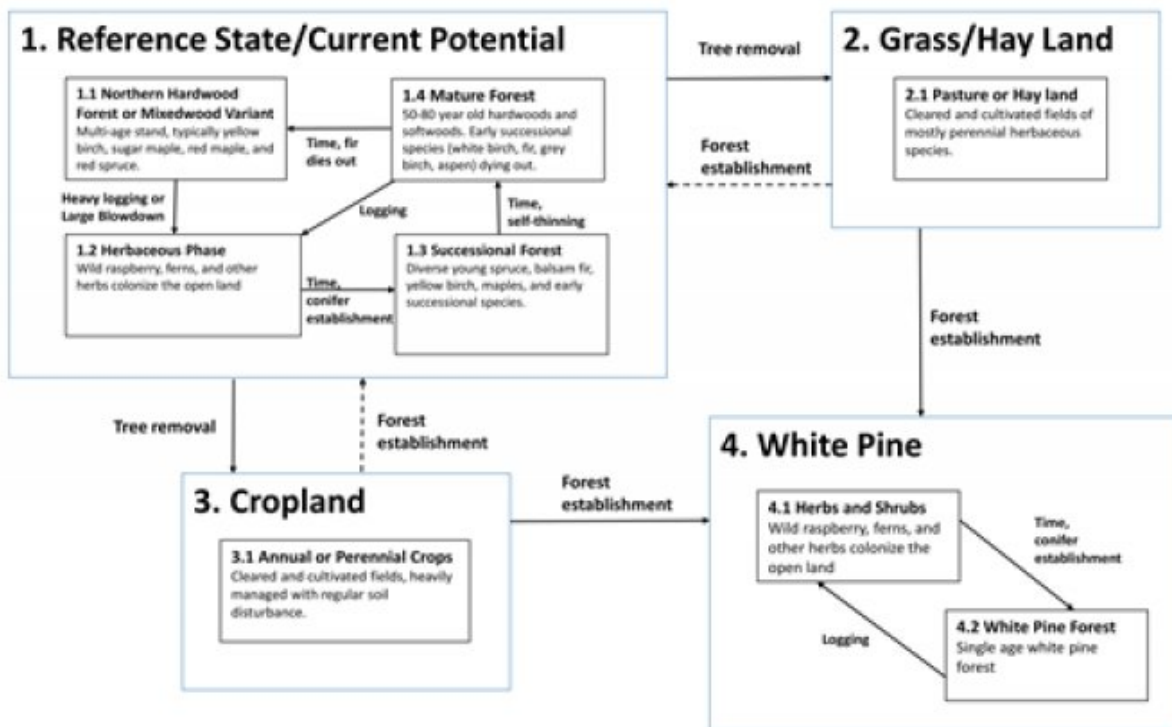 1. Reference State/Current Potential
1.1 Northern Hardwood
Forest or Mixedwood Variant
Multi-age stand, typically yellow
birch, sugar maple, red maple, and
red spruce.
1.4 Mature Forest
50-80 year old hardwoods and
softwoods. Early successional
species (white birch, fir, grey
birch, aspen) dying out.
Time, fir
dies out
Heavy logging or
Large Blowdown
Logging
Time,
self-thinning
1.2 Herbaceous Phase
Wild raspberry, ferns, and other
herbs colonize the open land
Time,
conifer
establishment
1.3 Successional Forest
Diverse young spruce, balsam fir,
yellow birch, maples, and early
successional species.
Tree removal
Forest
establishment
2. Grass/Hay Land
2.1 Pasture or Hay land
Cleared and cultivated fields of
mostly perennial herbaceous
species.
Forest
establishment
Tree removal
Forest
establishment
3. Cropland
3.1 Annual or Perennial Crops
Cleared and cultivated fields, heavily
managed with regular soil
disturbance.
Forest
establishment
4. White Pine
4.1 Herbs and Shrubs
Wild raspberry, ferns, and
other herbs colonize the
open land
Time,
conifer
establishment
Logging
4.2 White Pine Forest
Single age white pine
forest